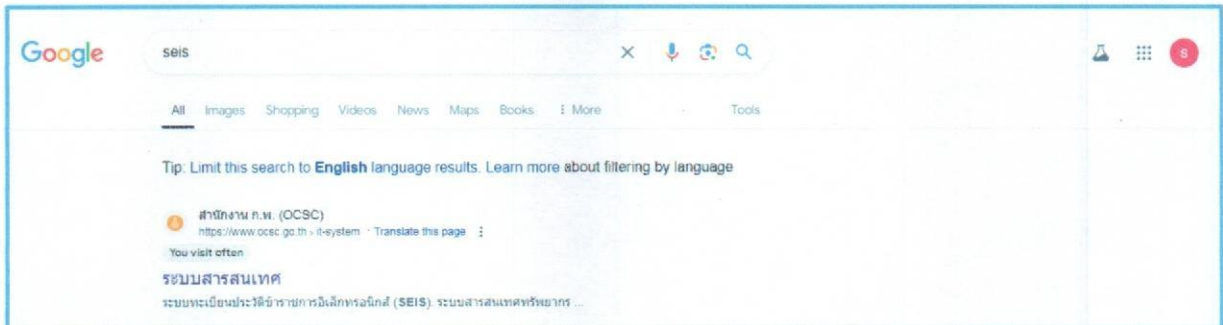 Google seis S
All Images Shopping Videos News Maps Books More Tools
Tip: Limit this search to English language results. Learn more about filtering by language
สำนักงาน ก.พ. (OCSC)
https://www.ocsc.go.th › it-system · Translate this page
You visit often
ระบบสารสนเทศ
ระบบทะเบียนประวัติข้าราชการอิเล็กทรอนิกส์ (SEIS). ระบบสารสนเทศทรัพยากร ...